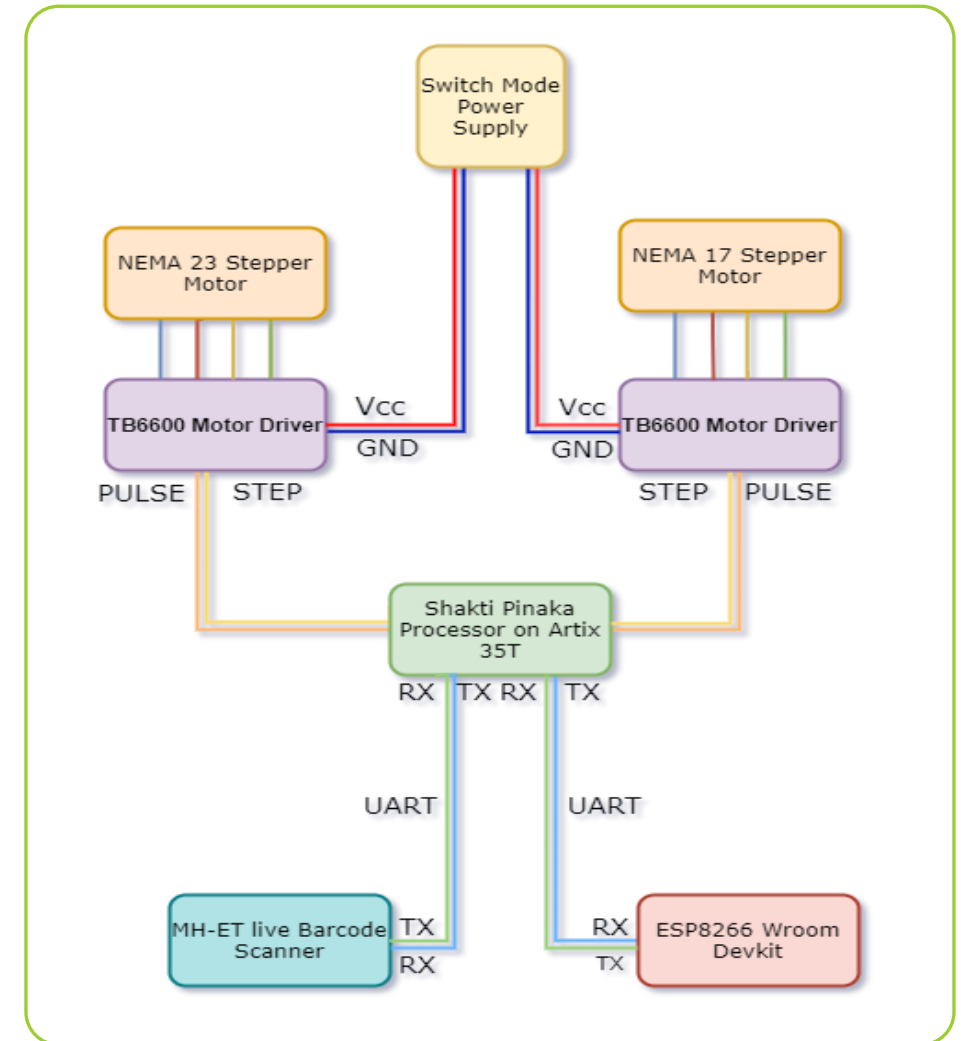 Switch Mode
Power
Supply
NEMA 23 Stepper
Motor
NEMA 17 Stepper
Motor
TB6600 Motor Driver
Vcc
GND
Vcc
GND
TB6600 Motor Driver
PULSE
STEP
STEP
PULSE
Shakti Pinaka
Processor on Artix
35T
RX
TX
RX
TX
UART
UART
MH-ET live Barcode
Scanner
TX
RX
RX
TX
ESP8266 Wroom
Devkit